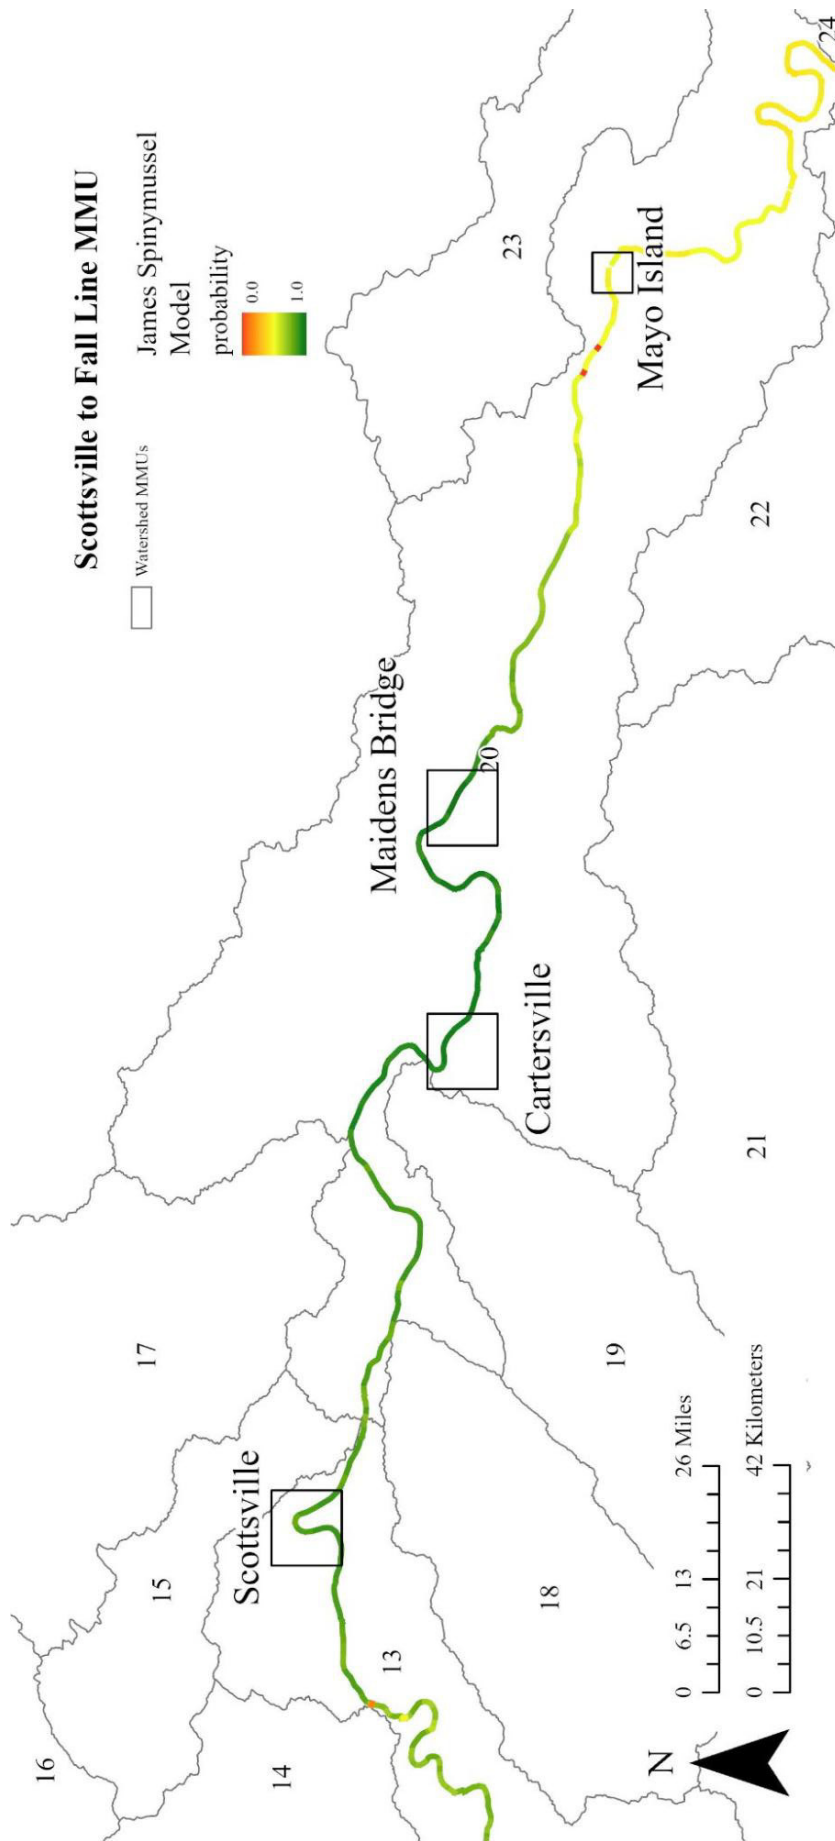 Scottsville to Fall Line MMU
Watershed MMUs
James Spinymussel
Model
probability
0.0
1.0
16
15
17
14
13
Scottsville
18
19
20
21
22
23
24
Cartersville
Maidens Bridge
Mayo Island
N
0 6.5 13 26 Miles
0 10.5 21 42 Kilometers